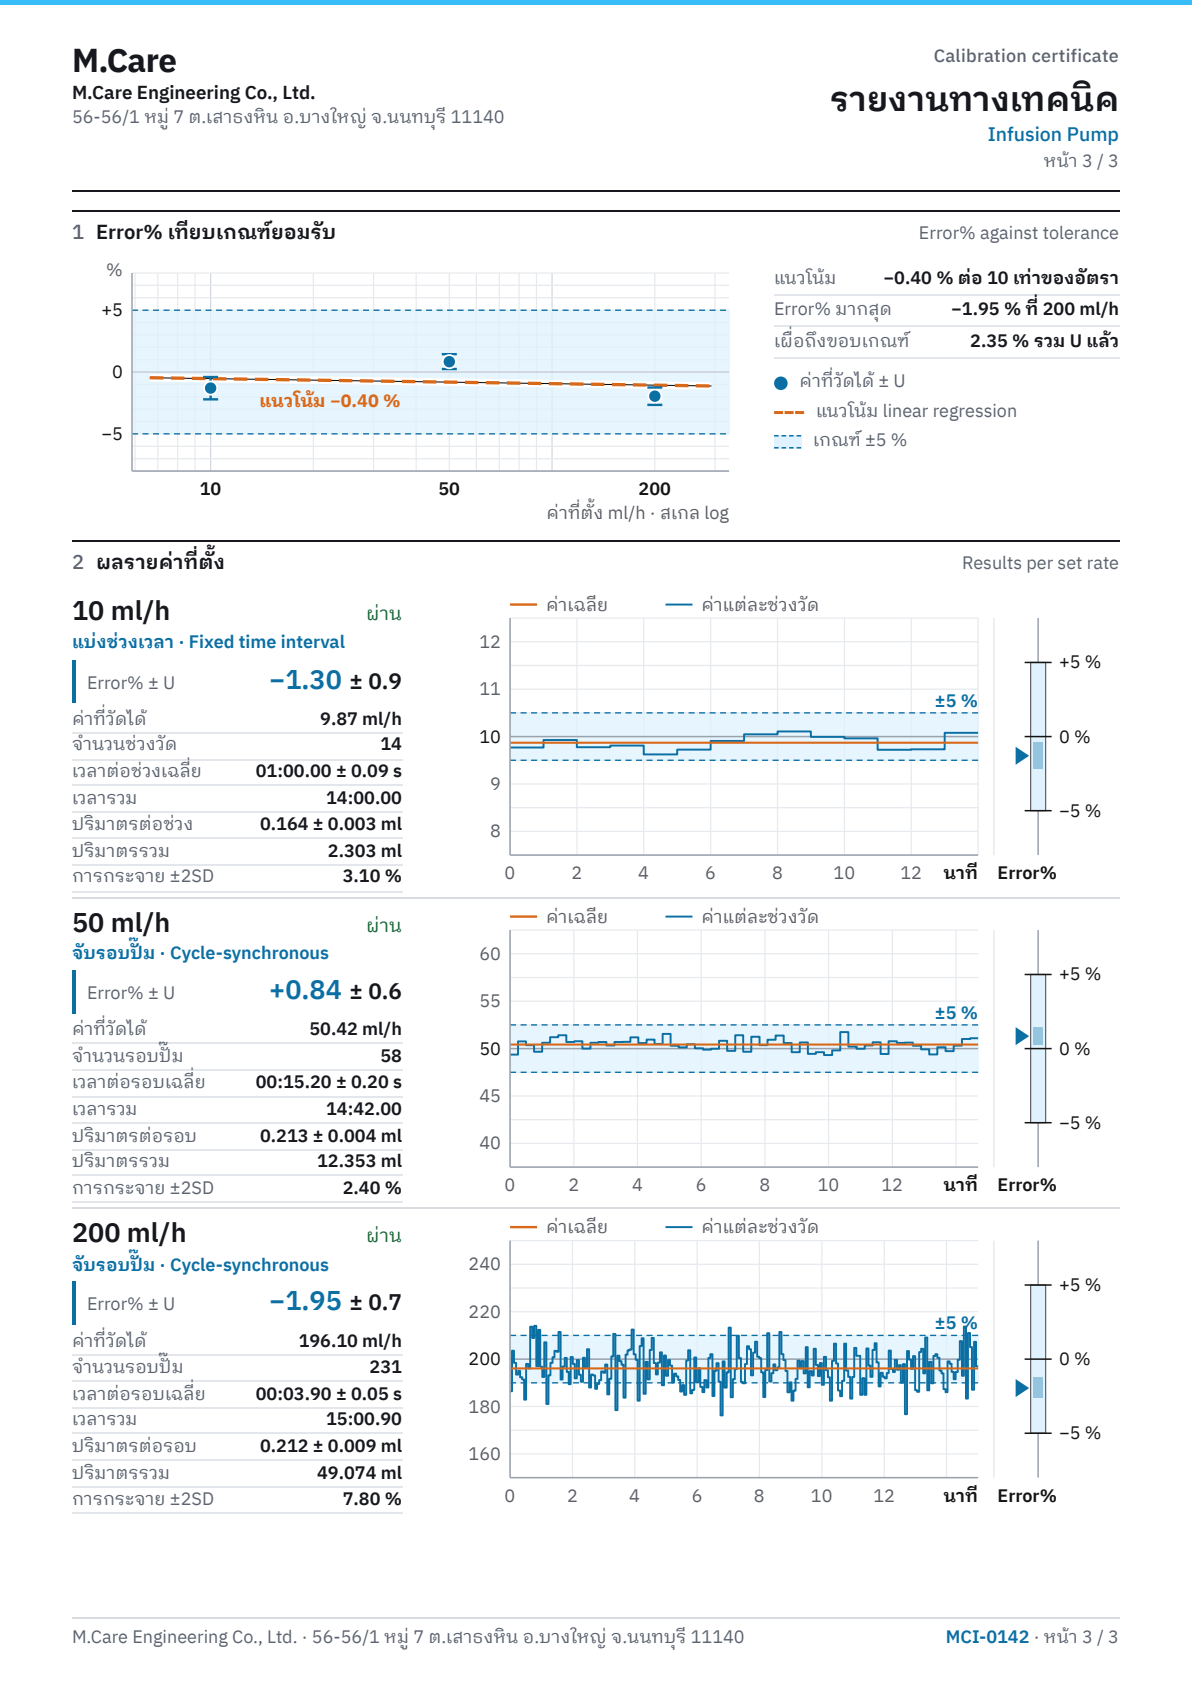 M.Care
M.Care Engineering Co., Ltd.
56-56/1 หมู่ 7 ต.เสาธงหิน อ.บางใหญ่ จ.นนทบุรี 11140
Calibration certificate
รายงานทางเทคนิค
Infusion Pump
หน้า 3 / 3
1 Error% เทียบเกณฑ์ยอมรับ
Error% against tolerance
%
+5
0
−5
แนวโน้ม −0.40 %
10 50 200
ค่าที่ตั้ง ml/h · สเกล log
แนวโน้ม −0.40 % ต่อ 10 เท่าของอัตรา
Error% มากสุด −1.95 % ที่ 200 ml/h
เผื่อถึงขอบเกณฑ์ 2.35 % รวม U แล้ว
ค่าที่วัดได้ ± U
แนวโน้ม linear regression
เกณฑ์ ±5 %
2 ผลรายค่าที่ตั้ง
Results per set rate
10 ml/h ผ่าน
แบ่งช่วงเวลา · Fixed time interval
Error% ± U −1.30 ± 0.9
ค่าที่วัดได้ 9.87 ml/h
จำนวนช่วงวัด 14
เวลาต่อช่วงเฉลี่ย 01:00.00 ± 0.09 s
เวลารวม 14:00.00
ปริมาตรต่อช่วง 0.164 ± 0.003 ml
ปริมาตรรวม 2.303 ml
การกระจาย ±2SD 3.10 %
ค่าเฉลี่ย ค่าแต่ละช่วงวัด
12
11
10
9
8
±5 %
0 2 4 6 8 10 12 นาที
+5 %
0 %
−5 %
Error%
50 ml/h ผ่าน
จับรอบปั๊ม · Cycle-synchronous
Error% ± U +0.84 ± 0.6
ค่าที่วัดได้ 50.42 ml/h
จำนวนรอบปั๊ม 58
เวลาต่อรอบเฉลี่ย 00:15.20 ± 0.20 s
เวลารวม 14:42.00
ปริมาตรต่อรอบ 0.213 ± 0.004 ml
ปริมาตรรวม 12.353 ml
การกระจาย ±2SD 2.40 %
ค่าเฉลี่ย ค่าแต่ละช่วงวัด
60
55
50
45
40
±5 %
0 2 4 6 8 10 12 นาที
+5 %
0 %
−5 %
Error%
200 ml/h ผ่าน
จับรอบปั๊ม · Cycle-synchronous
Error% ± U −1.95 ± 0.7
ค่าที่วัดได้ 196.10 ml/h
จำนวนรอบปั๊ม 231
เวลาต่อรอบเฉลี่ย 00:03.90 ± 0.05 s
เวลารวม 15:00.90
ปริมาตรต่อรอบ 0.212 ± 0.009 ml
ปริมาตรรวม 49.074 ml
การกระจาย ±2SD 7.80 %
ค่าเฉลี่ย ค่าแต่ละช่วงวัด
240
220
200
180
160
±5 %
0 2 4 6 8 10 12 นาที
+5 %
0 %
−5 %
Error%
M.Care Engineering Co., Ltd. · 56-56/1 หมู่ 7 ต.เสาธงหิน อ.บางใหญ่ จ.นนทบุรี 11140
MCI-0142 · หน้า 3 / 3